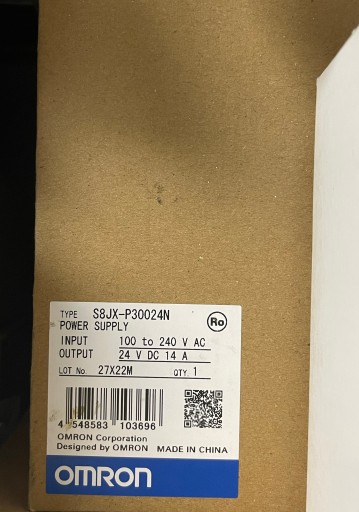 TYPE S8JX-P30024N
POWER SUPPLY
Ro
INPUT 100 to 240 V AC
OUTPUT 24 V DC 14 A
LOT No. 27X22M QTY 1
4 548583 103696
OMRON Corporation
Designed by OMRON MADE IN CHINA
OMRON